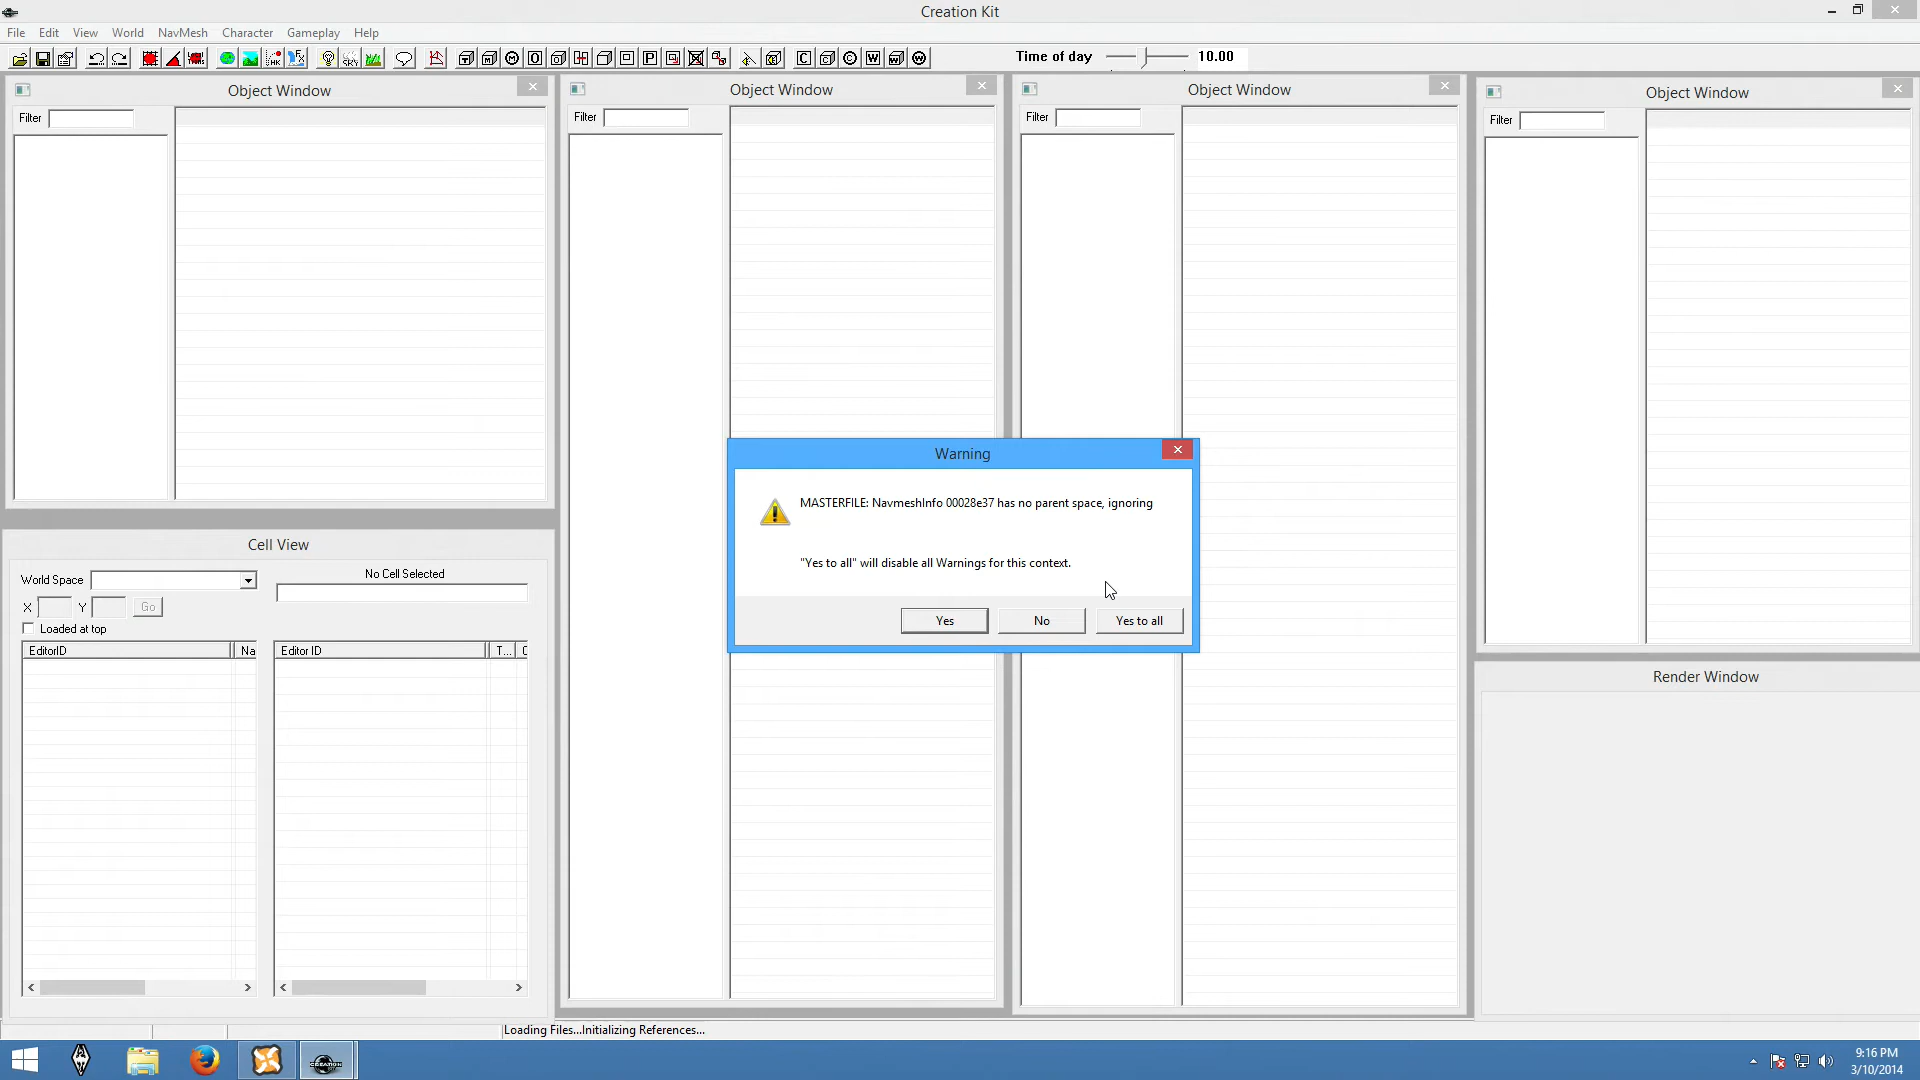 Creation Kit
File Edit View World NavMesh Character Gameplay Help
Time of day 10.00
Object Window
Filter
Object Window
Filter
Object Window
Filter
Object Window
Filter
Warning
MASTERFILE: NavmeshInfo 00028e37 has no parent space, ignoring
"Yes to all" will disable all Warnings for this context.
Yes No Yes to all
Cell View
World Space
No Cell Selected
X Y Go
Loaded at top
EditorID Na
Editor ID T... C
Render Window
Loading Files...Initializing References...
9:16 PM
3/10/2014